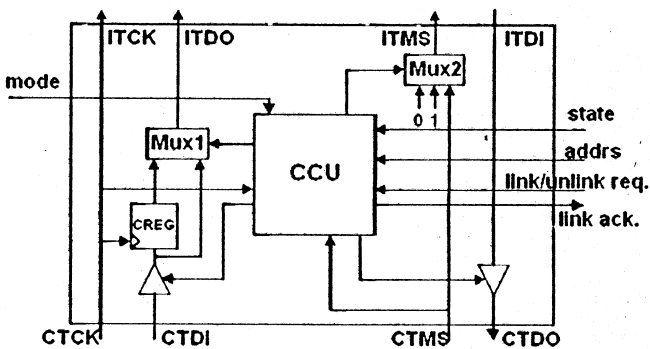 ITCK ITDO ITMS ITDI
Mux2
mode
0 1
state
Mux1
CCU
addrs
link/unlink req.
CREG
link ack.
CTCK CTDI CTMS CTDO